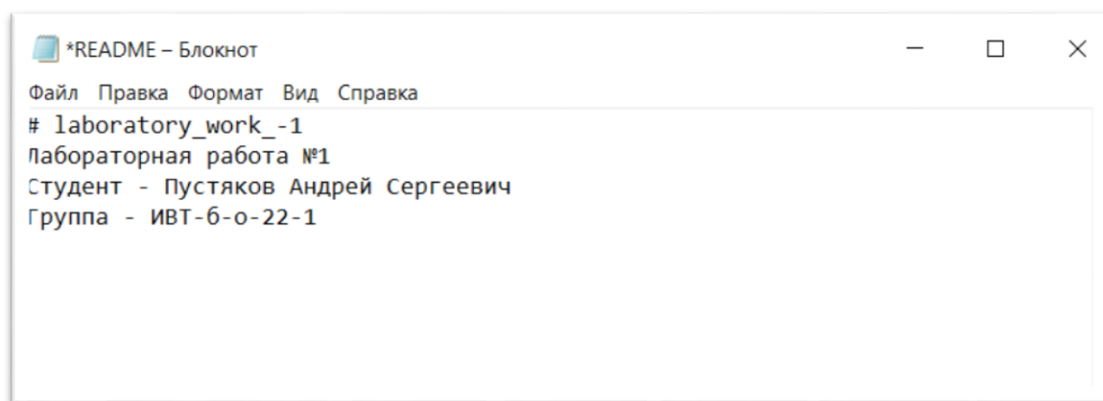 *README – Блокнот
Файл Правка Формат Вид Справка
# laboratory_work_-1
Лабораторная работа №1
Студент - Пустяков Андрей Сергеевич
Группа - ИВТ-б-о-22-1